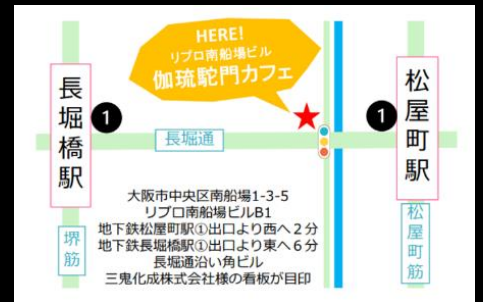 HERE!
リブロ南船場ビル
伽琉駝門カフェ
長堀橋駅
1
長堀通
1
松屋町駅
堺筋
松屋町筋
大阪市中央区南船場1-3-5
リプロ南船場ビルB1
地下鉄松屋町駅①出口より西へ2分
地下鉄長堀橋駅①出口より東へ6分
長堀通沿い角ビル
三鬼化成株式会社様の看板が目印